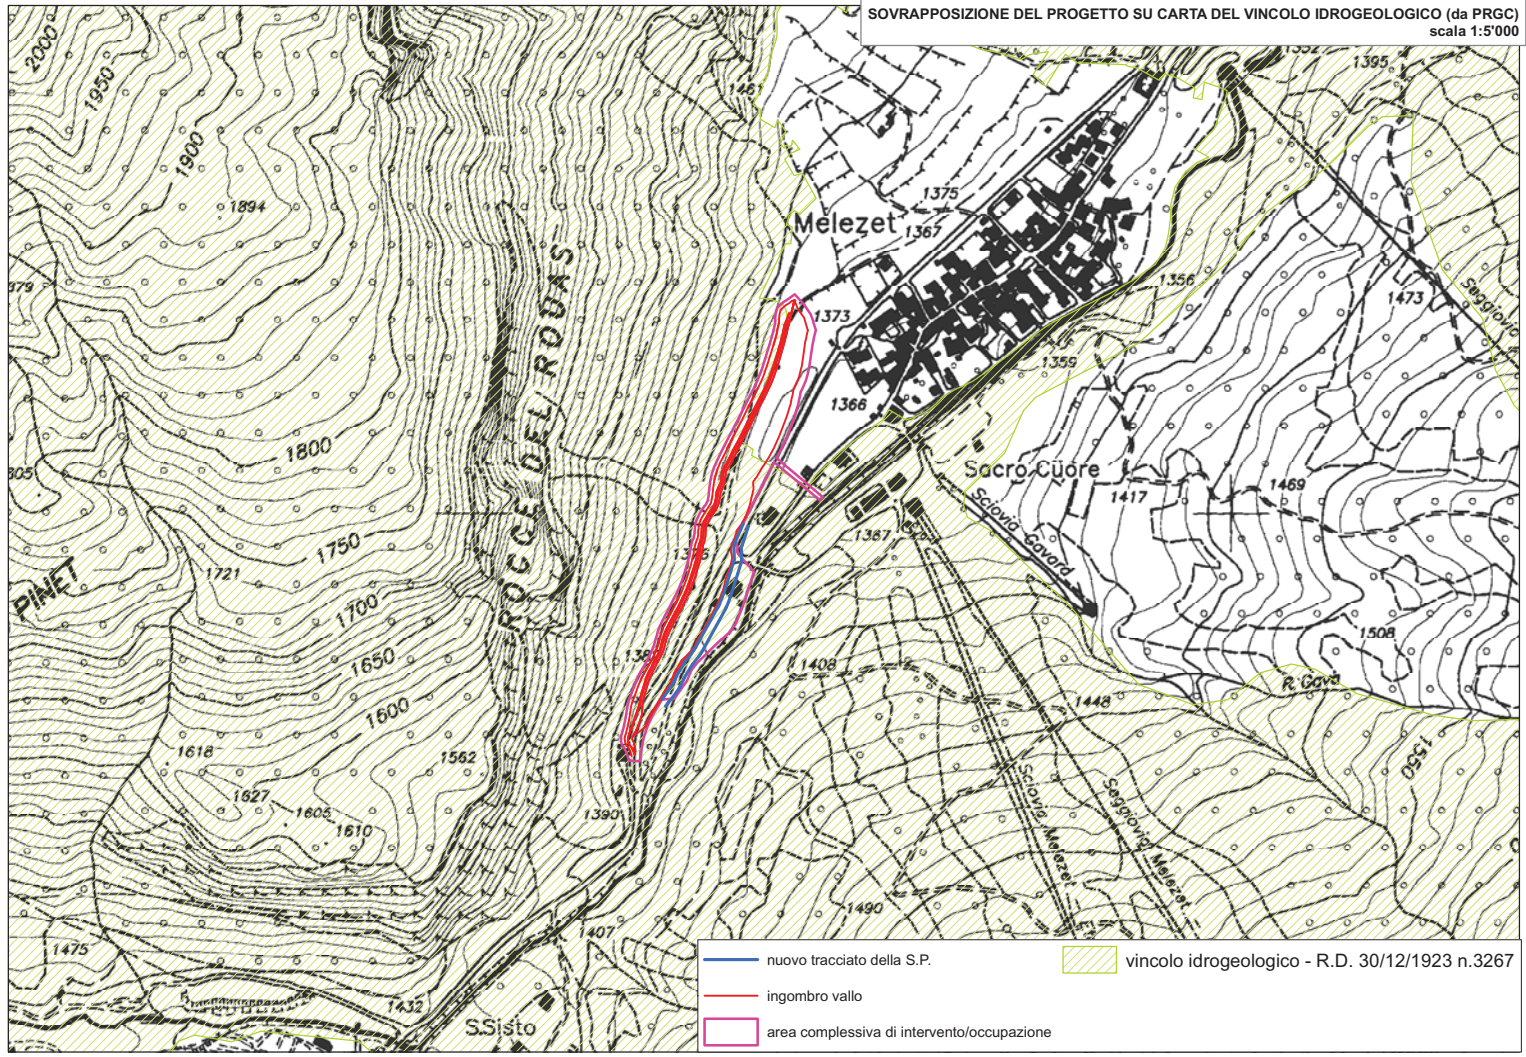 SOVRAPPOSIZIONE DEL PROGETTO SU CARTA DEL VINCOLO IDROGEOLOGICO (da PRGC)
scala 1:5'000
2000
1950
1900
1894
1395
1375
Melezet
1367
1356
1473
Seggiovia
1373
1359
1366
1800
ROCCE DELL ROUAS
Sacro Cuore
1417
1469
Sciovia Gavard
1367
1376
1750
1721
PINET
1700
1650
1600
1408
1508
R. Gava
1448
1618
1562
1627
1605
1610
1390
1550
Sciovia Melezet
Seggiovia Melezet
1490
1407
1475
1432
S.Sisto
nuovo tracciato della S.P.
vincolo idrogeologico - R.D. 30/12/1923 n.3267
ingombro vallo
area complessiva di intervento/occupazione